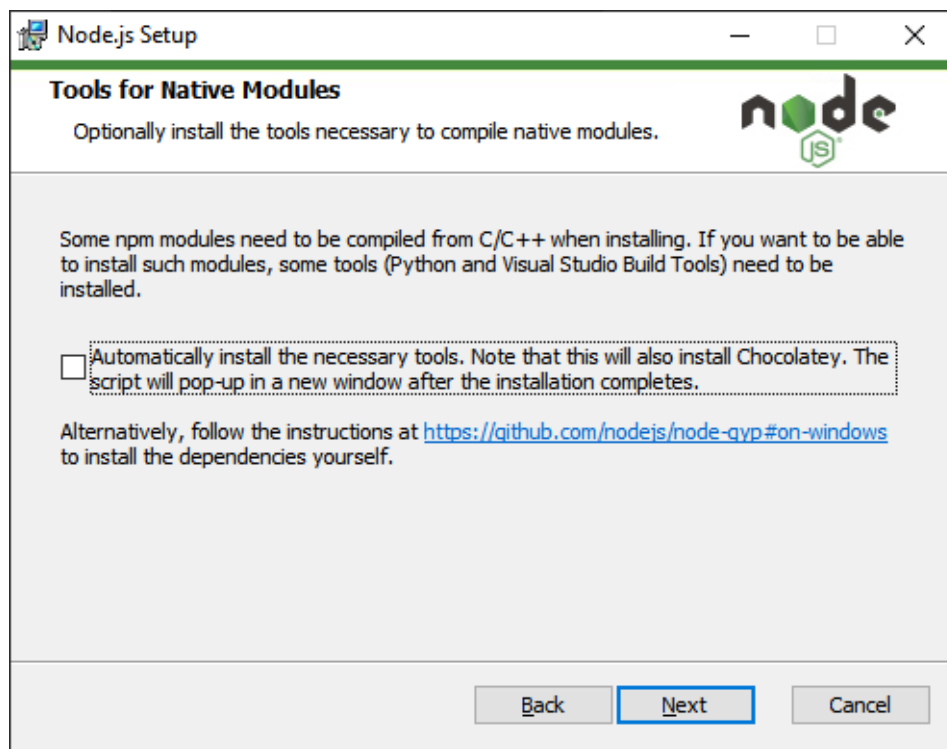 Node.js Setup
Tools for Native Modules
Optionally install the tools necessary to compile native modules.
node
JS
Some npm modules need to be compiled from C/C++ when installing. If you want to be able
to install such modules, some tools (Python and Visual Studio Build Tools) need to be
installed.
Automatically install the necessary tools. Note that this will also install Chocolatey. The
script will pop-up in a new window after the installation completes.
Alternatively, follow the instructions at https://github.com/nodejs/node-gyp#on-windows
to install the dependencies yourself.
Back Next Cancel